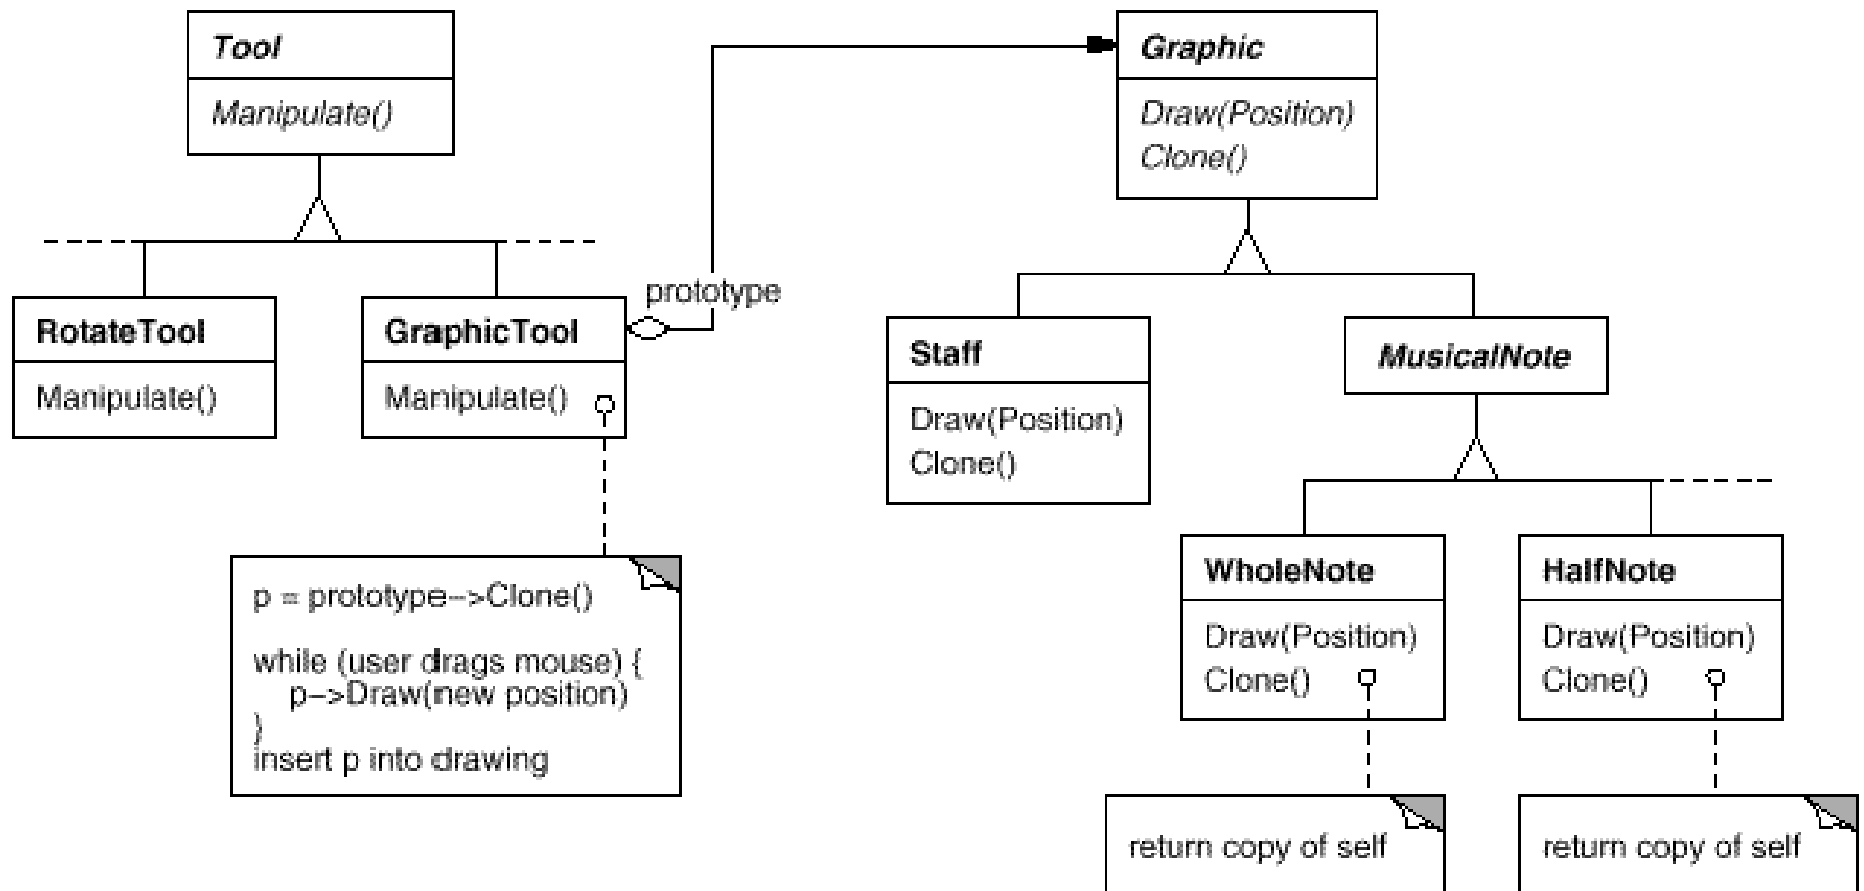 Tool
Manipulate()
RotateTool
Manipulate()
GraphicTool
Manipulate()
prototype
p = prototype–>Clone()
while (user drags mouse) {
p–>Draw(new position)
}
insert p into drawing
Graphic
Draw(Position)
Clone()
Staff
Draw(Position)
Clone()
MusicalNote
WholeNote
Draw(Position)
Clone()
return copy of self
HalfNote
Draw(Position)
Clone()
return copy of self